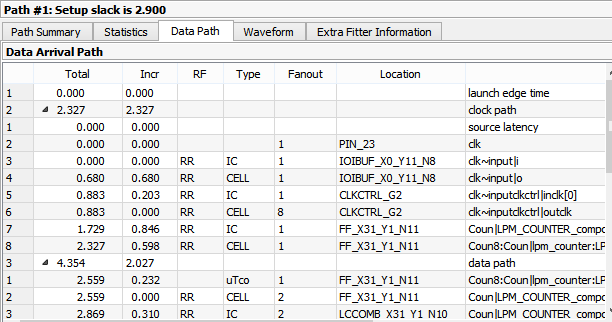 Path #1: Setup slack is 2.900
Path Summary Statistics Data Path Waveform Extra Fitter Information
Data Arrival Path
Total Incr RF Type Fanout Location
1 0.000 0.000 launch edge time
2 2.327 2.327 clock path
1 0.000 0.000 source latency
2 0.000 0.000 1 PIN_23 clk
3 0.000 0.000 RR IC 1 IOIBUF_X0_Y11_N8 clk~input|i
4 0.680 0.680 RR CELL 1 IOIBUF_X0_Y11_N8 clk~input|o
5 0.883 0.203 RR IC 1 CLKCTRL_G2 clk~inputclkctrl|inclk[0]
6 0.883 0.000 RR CELL 8 CLKCTRL_G2 clk~inputclkctrl|outclk
7 1.729 0.846 RR IC 1 FF_X31_Y1_N11 Coun|LPM_COUNTER_compo
8 2.327 0.598 RR CELL 1 FF_X31_Y1_N11 Coun8:Coun|lpm_counter:LP
3 4.354 2.027 data path
1 2.559 0.232 uTco 1 FF_X31_Y1_N11 Coun8:Coun|lpm_counter:LP
2 2.559 0.000 RR CELL 2 FF_X31_Y1_N11 Coun|LPM_COUNTER_compo
3 2.869 0.310 RR IC 2 LCCOMB_X31_Y1_N10 Coun|LPM_COUNTER_compo